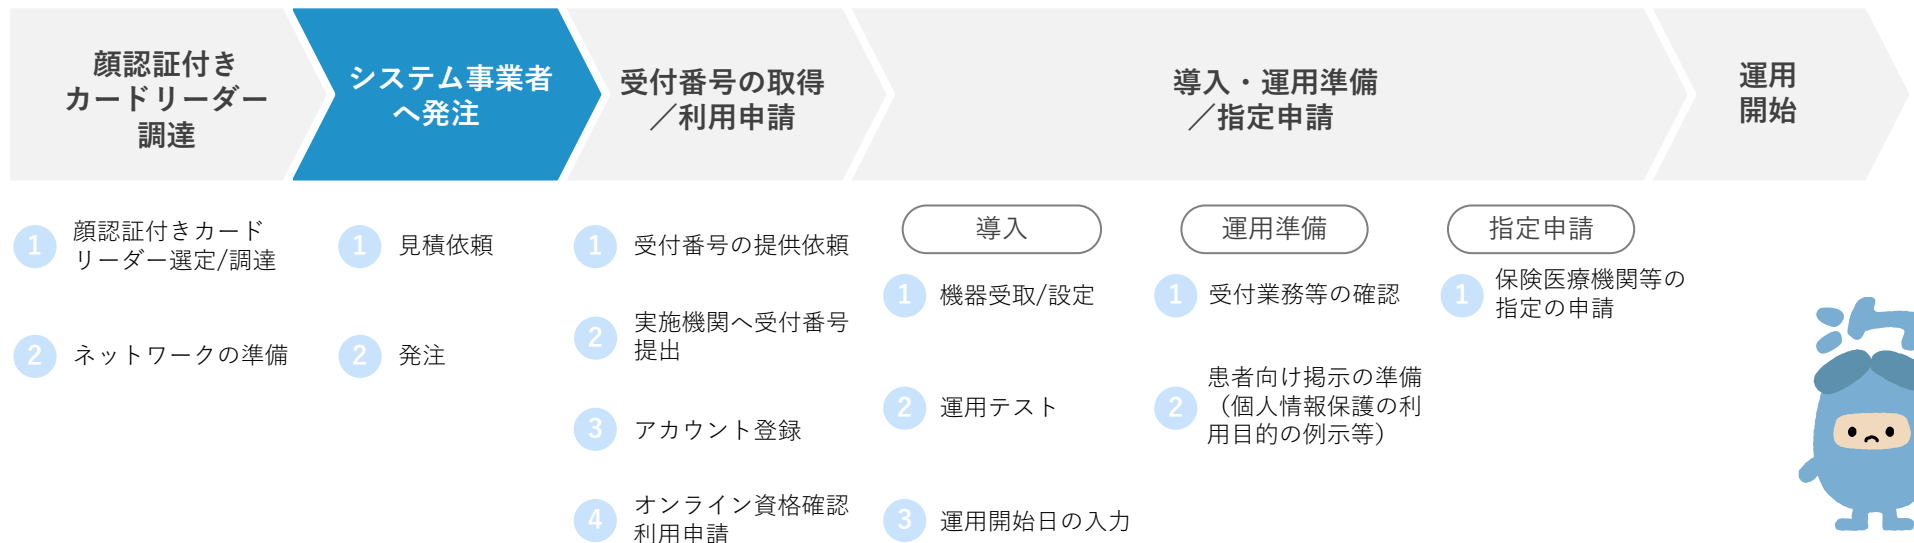 顔認証付き
カードリーダー
調達
システム事業者
へ発注
受付番号の取得
／利用申請
導入・運用準備
／指定申請
運用
開始
1 顔認証付きカード
リーダー選定/調達
2 ネットワークの準備
1 見積依頼
2 発注
1 受付番号の提供依頼
2 実施機関へ受付番号
提出
3 アカウント登録
4 オンライン資格確認
利用申請
導入
1 機器受取/設定
2 運用テスト
3 運用開始日の入力
運用準備
1 受付業務等の確認
2 患者向け掲示の準備
（個人情報保護の利
用目的の例示等）
指定申請
1 保険医療機関等の
指定の申請